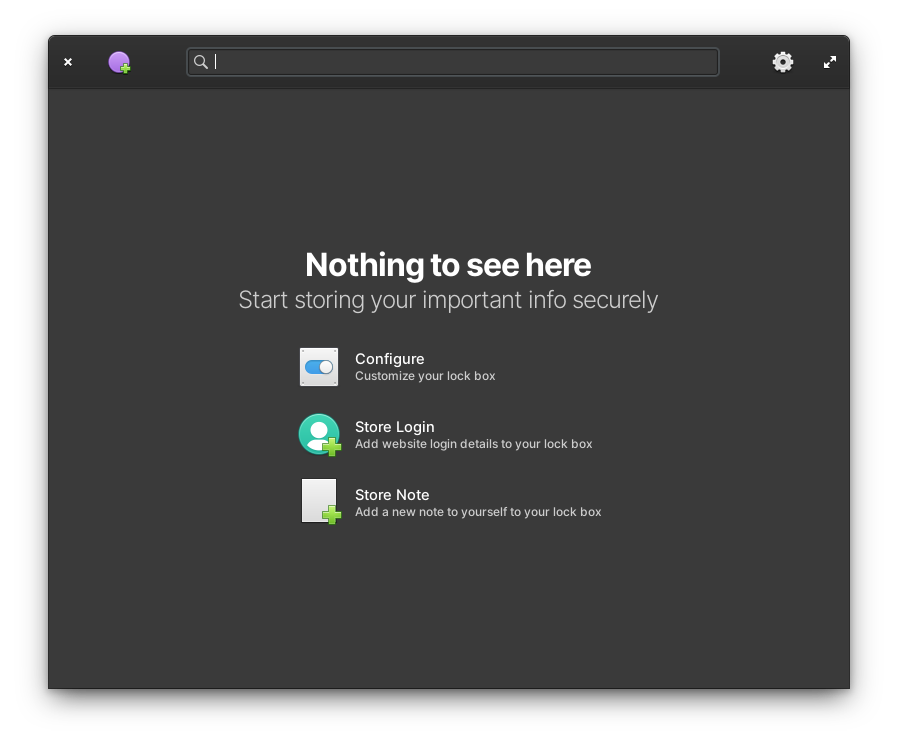 Nothing to see here
Start storing your important info securely
Configure
Customize your lock box
Store Login
Add website login details to your lock box
Store Note
Add a new note to yourself to your lock box